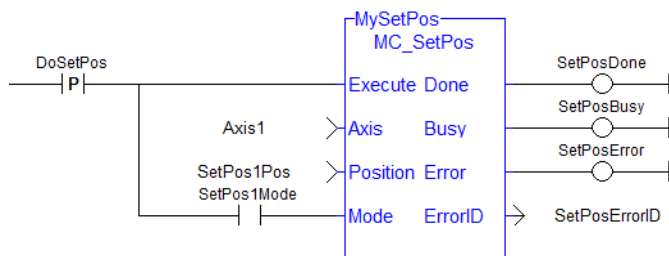 MySetPos
MC_SetPos
DoSetPos
P
Execute Done
SetPosDone
Axis1
Axis Busy
SetPosBusy
SetPos1Pos
Position Error
SetPosError
SetPos1Mode
Mode ErrorID
SetPosErrorID